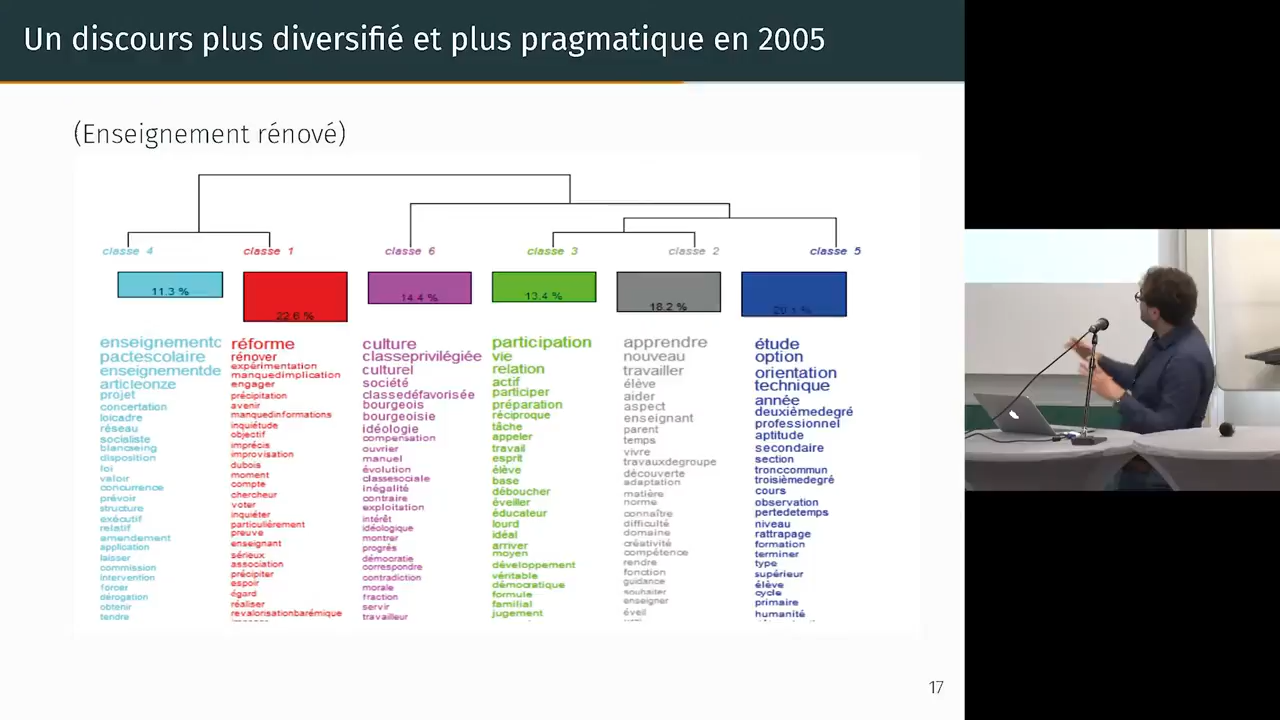 Un discours plus diversifié et plus pragmatique en 2005
(Enseignement rénové)
classe 4
classe 1
classe 6
classe 3
classe 2
classe 5
11.3 %
22.6 %
14.4 %
13.4 %
18.2 %
20.1 %
enseignementc
pactescolaire
enseignementde
articleonze
projet
concertation
loicadre
réseau
socialiste
blancseing
disposition
loi
valoir
concurrence
prévoir
structure
exécutif
relatif
amendement
application
laisser
commission
intervention
forcer
dérogation
obtenir
tendre
réforme
rénover
expérimentation
manquedimplication
engager
précipitation
avenir
manquedinformations
inquiétude
objectif
imprécis
improvisation
dubois
moment
compte
chercheur
voter
inquiéter
particulièrement
preuve
enseignant
sérieux
association
précipiter
espoir
égard
réaliser
revalorisationbarémique
culture
classeprivilégiée
culturel
société
classedéfavorisée
bourgeois
bourgeoisie
idéologie
compensation
ouvrier
manuel
évolution
classesociale
inégalité
contraire
exploitation
intérêt
idéologique
montrer
progrès
démocratie
correspondre
contradiction
morale
fraction
servir
travailleur
participation
vie
relation
actif
participer
préparation
réciproque
tâche
appeler
travail
esprit
élève
base
déboucher
éveiller
éducateur
lourd
idéal
arriver
moyen
développement
véritable
démocratique
formule
familial
jugement
apprendre
nouveau
travailler
élève
aider
aspect
enseignant
parent
temps
vivre
travauxdegroupe
découverte
adaptation
matière
norme
connaître
difficulté
domaine
créativité
compétence
rendre
fonction
guidance
souhaiter
enseigner
éveil
étude
option
orientation
technique
année
deuxièmedegré
professionnel
aptitude
secondaire
section
tronccommun
troisièmedegré
cours
observation
pertedetemps
niveau
rattrapage
formation
terminer
type
supérieur
élève
cycle
primaire
humanité
17